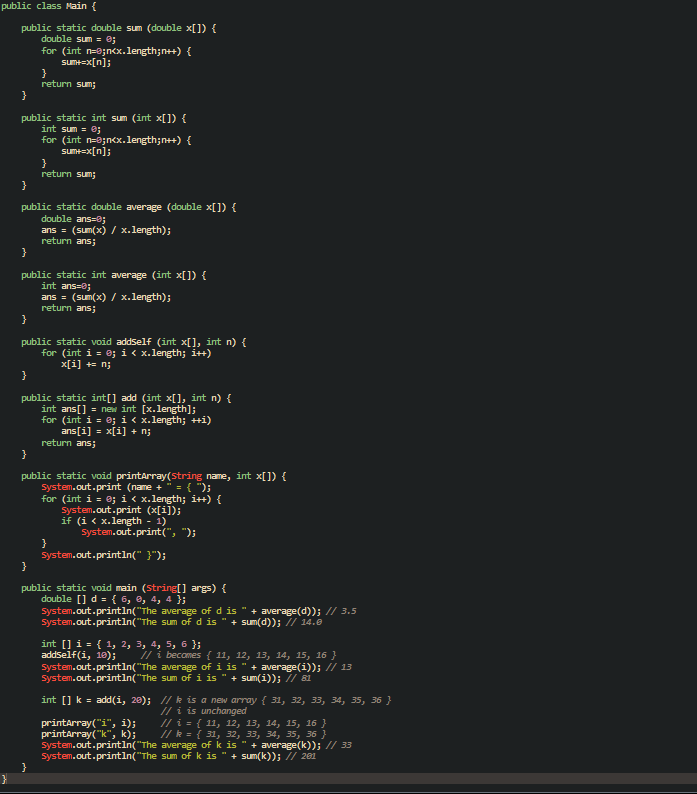 public class Main {
public static double sum (double x[]) {
double sum = 0;
for (int n=0;n<x.length;n++) {
sum+=x[n];
}
return sum;
}
public static int sum (int x[]) {
int sum = 0;
for (int n=0;n<x.length;n++) {
sum+=x[n];
}
return sum;
}
public static double average (double x[]) {
double ans=0;
ans = (sum(x) / x.length);
return ans;
}
public static int average (int x[]) {
int ans=0;
ans = (sum(x) / x.length);
return ans;
}
public static void addSelf (int x[], int n) {
for (int i = 0; i < x.length; i++)
x[i] += n;
}
public static int[] add (int x[], int n) {
int ans[] = new int [x.length];
for (int i = 0; i < x.length; ++i)
ans[i] = x[i] + n;
return ans;
}
public static void printArray(String name, int x[]) {
System.out.print (name + " = { ");
for (int i = 0; i < x.length; i++) {
System.out.print (x[i]);
if (i < x.length - 1)
System.out.print(", ");
}
System.out.println(" }");
}
public static void main (String[] args) {
double [] d = { 6, 0, 4, 4 };
System.out.println("The average of d is " + average(d)); // 3.5
System.out.println("The sum of d is " + sum(d)); // 14.0
int [] i = { 1, 2, 3, 4, 5, 6 };
addSelf(i, 10); // i becomes { 11, 12, 13, 14, 15, 16 }
System.out.println("The average of i is " + average(i)); // 13
System.out.println("The sum of i is " + sum(i)); // 81
int [] k = add(i, 20); // k is a new array { 31, 32, 33, 34, 35, 36 }
// i is unchanged
printArray("i", i); // i = { 11, 12, 13, 14, 15, 16 }
printArray("k", k); // k = { 31, 32, 33, 34, 35, 36 }
System.out.println("The average of k is " + average(k)); // 33
System.out.println("The sum of k is " + sum(k)); // 201
}
}